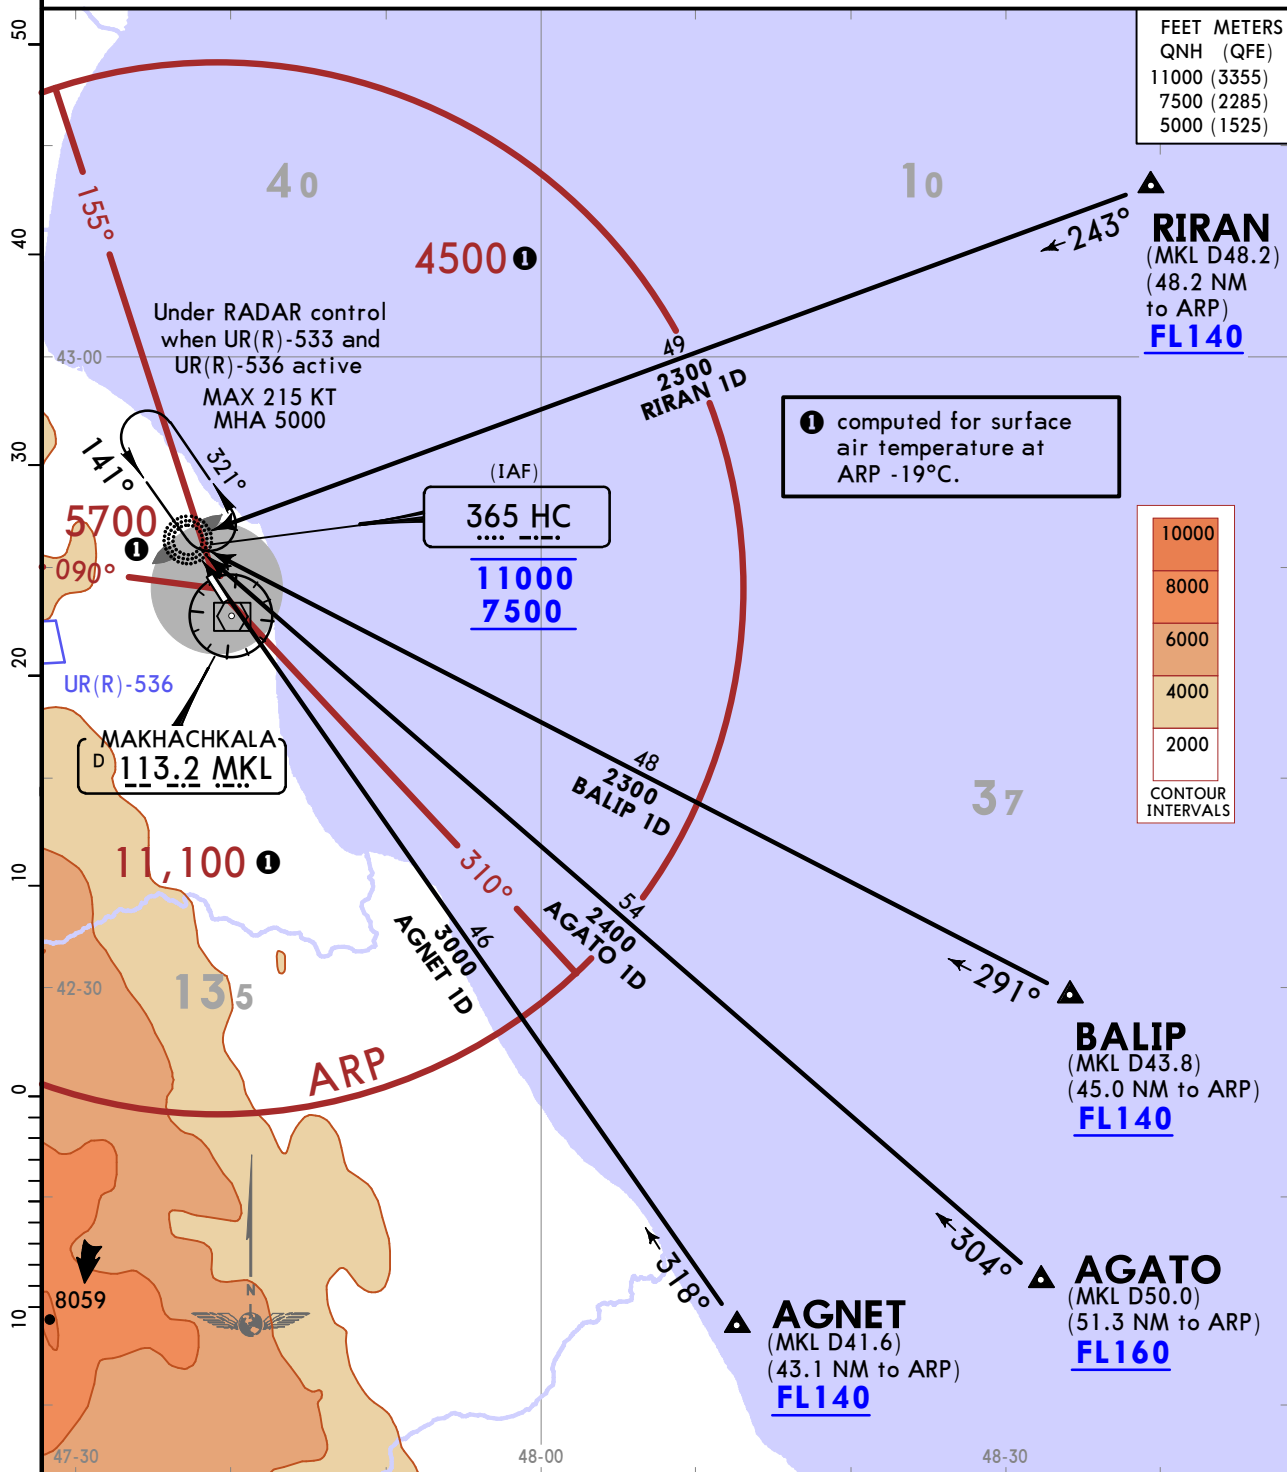 50
40
30
20
10
0
10
FEET METERS
QNH (QFE)
11000 (3355)
7500 (2285)
5000 (1525)
40
10
155°
4500 1
243°
RIRAN
(MKL D48.2)
(48.2 NM
to ARP)
FL140
Under RADAR control
when UR(R)-533 and
UR(R)-536 active
MAX 215 KT
MHA 5000
43-00
49
2300
RIRAN 1D
1 computed for surface
air temperature at
ARP -19°C.
141°
321°
(IAF)
365 HC
11000
7500
5700
1
090°
UR(R)-536
MAKHACHKALA
D 113.2 MKL
10000
8000
6000
4000
2000
CONTOUR
INTERVALS
48
2300
BALIP 1D
37
11,100 1
310°
54
2400
AGATO 1D
46
3000
AGNET 1D
291°
42-30
135
BALIP
(MKL D43.8)
(45.0 NM to ARP)
FL140
ARP
304°
AGATO
(MKL D50.0)
(51.3 NM to ARP)
FL160
318°
AGNET
(MKL D41.6)
(43.1 NM to ARP)
FL140
N
8059
47-30
48-00
48-30